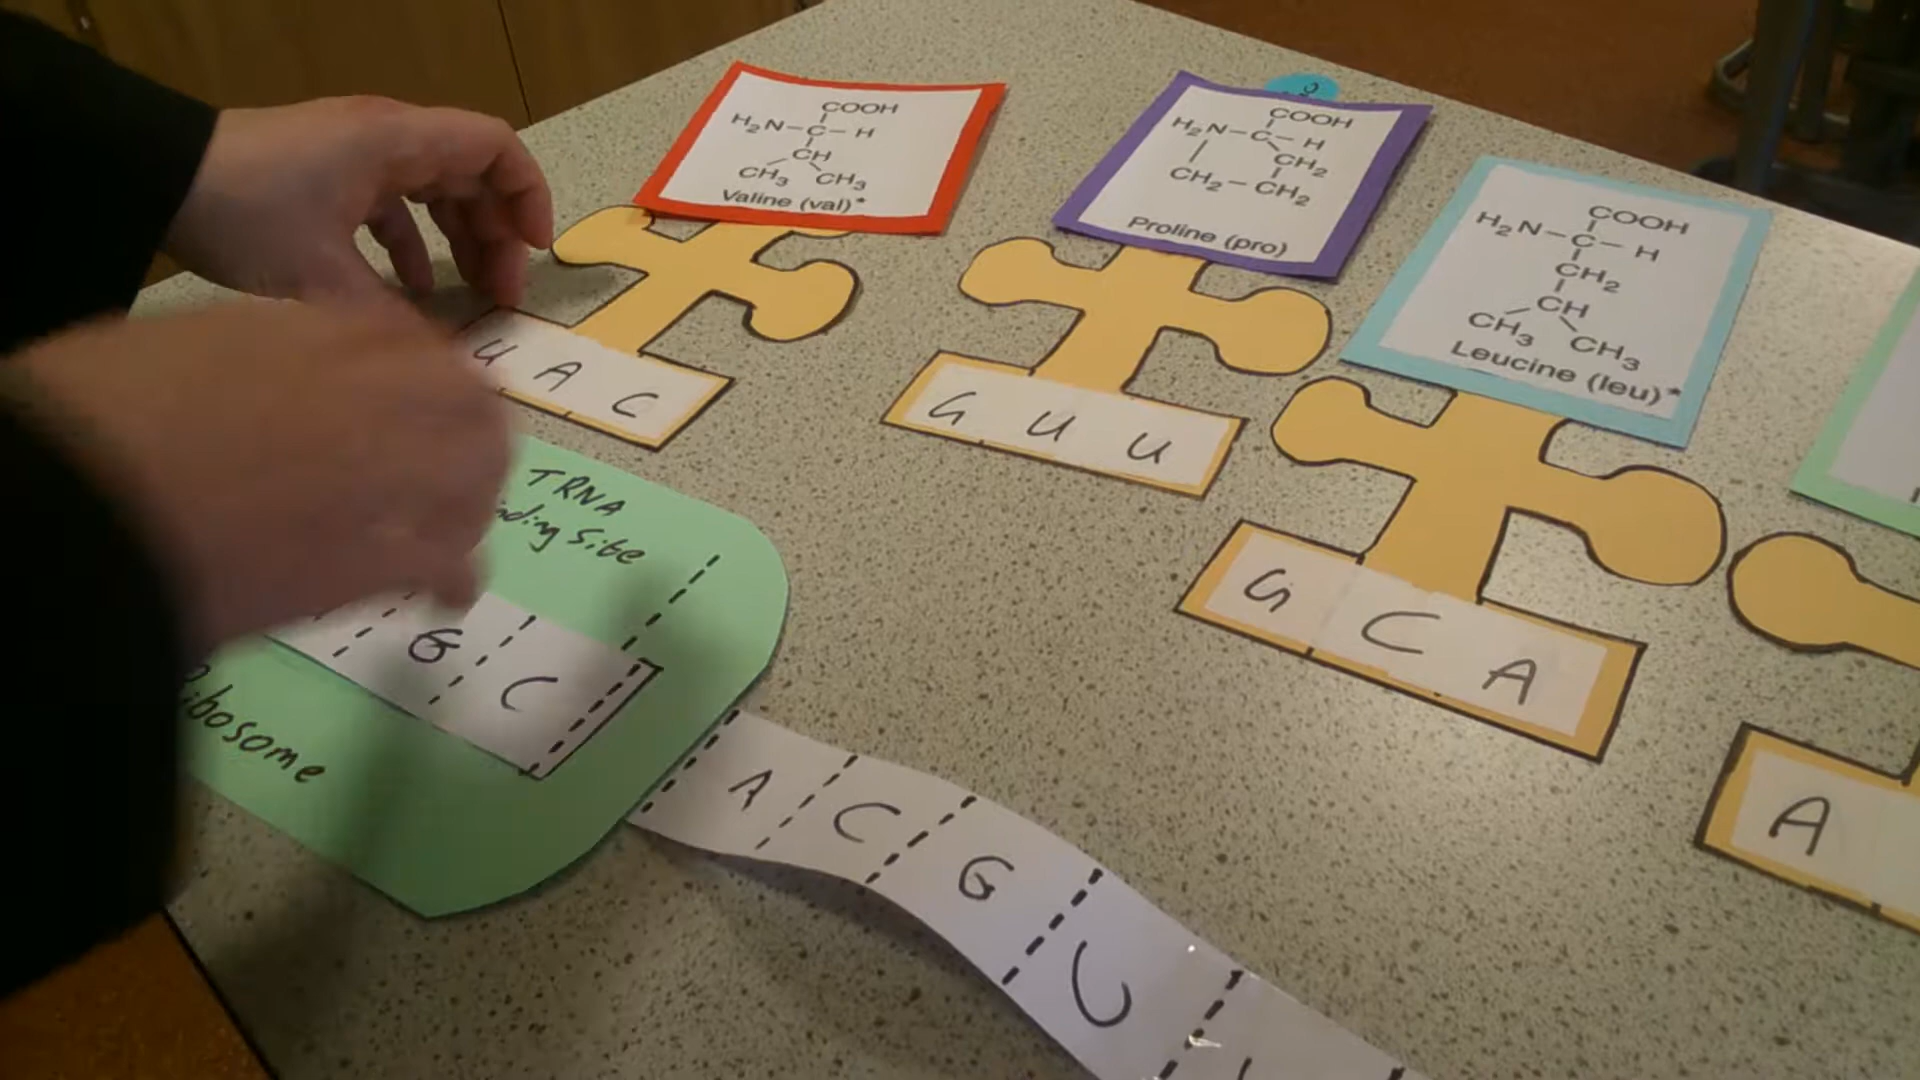 COOH
H₂N-C-H
CH
CH₃ CH₃
Valine (val)*
COOH
H₂N-C-H
CH₂
CH₂-CH₂
Proline (pro)
COOH
H₂N-C-H
CH₂
CH
CH₃ CH₃
Leucine (leu)*
U A C
G U U
G C A
A
TRNA
Site
G C
A C G U